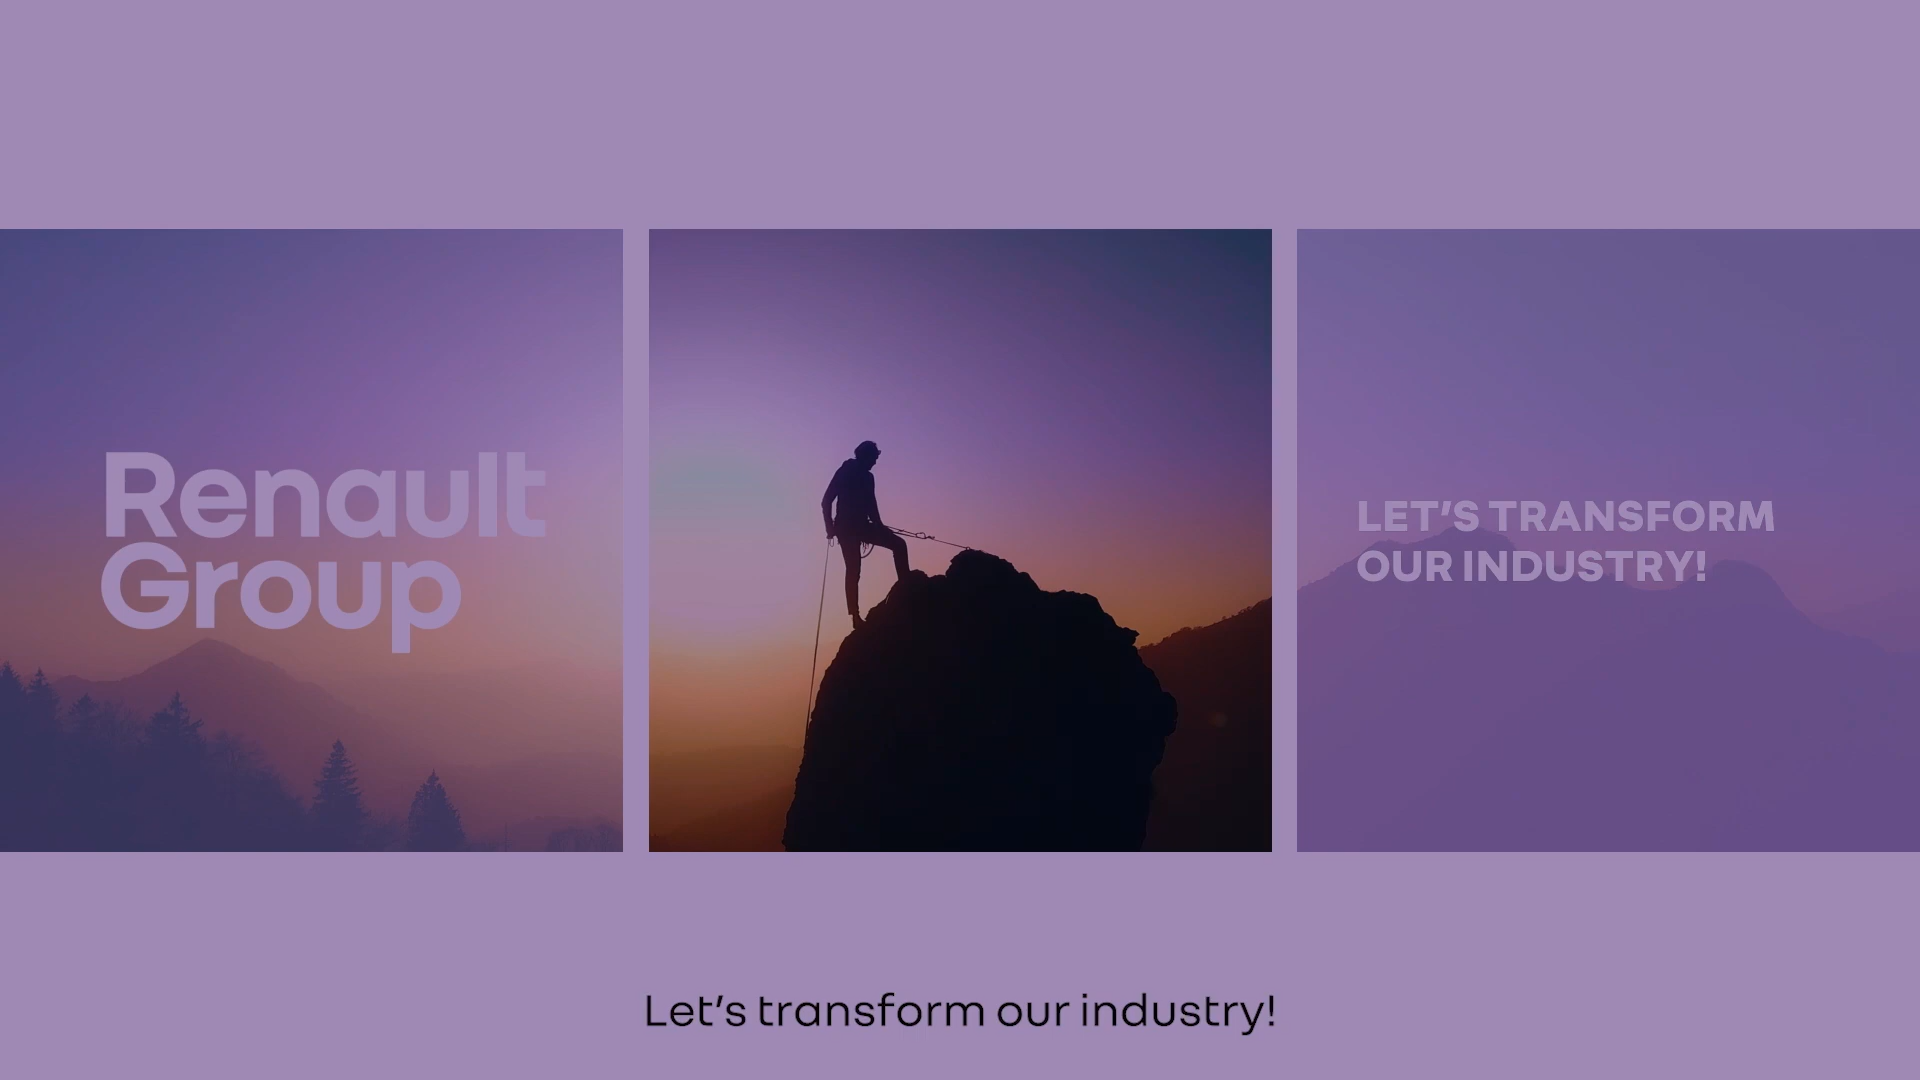 Renault
Group
LET'S TRANSFORM
OUR INDUSTRY!
Let's transform our industry!